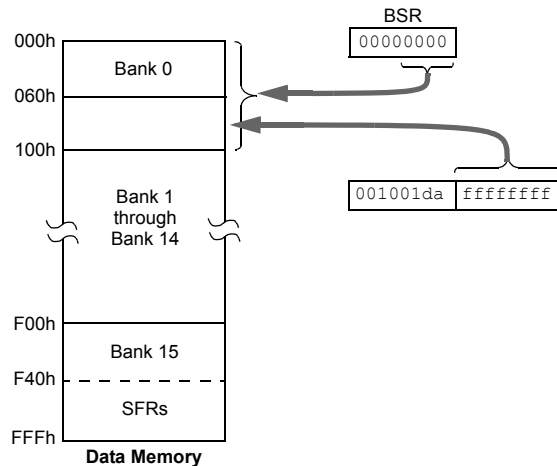 BSR
000h
00000000
Bank 0
060h
100h
001001da ffffffff
Bank 1
through
Bank 14
F00h
Bank 15
F40h
SFRs
FFFh
Data Memory